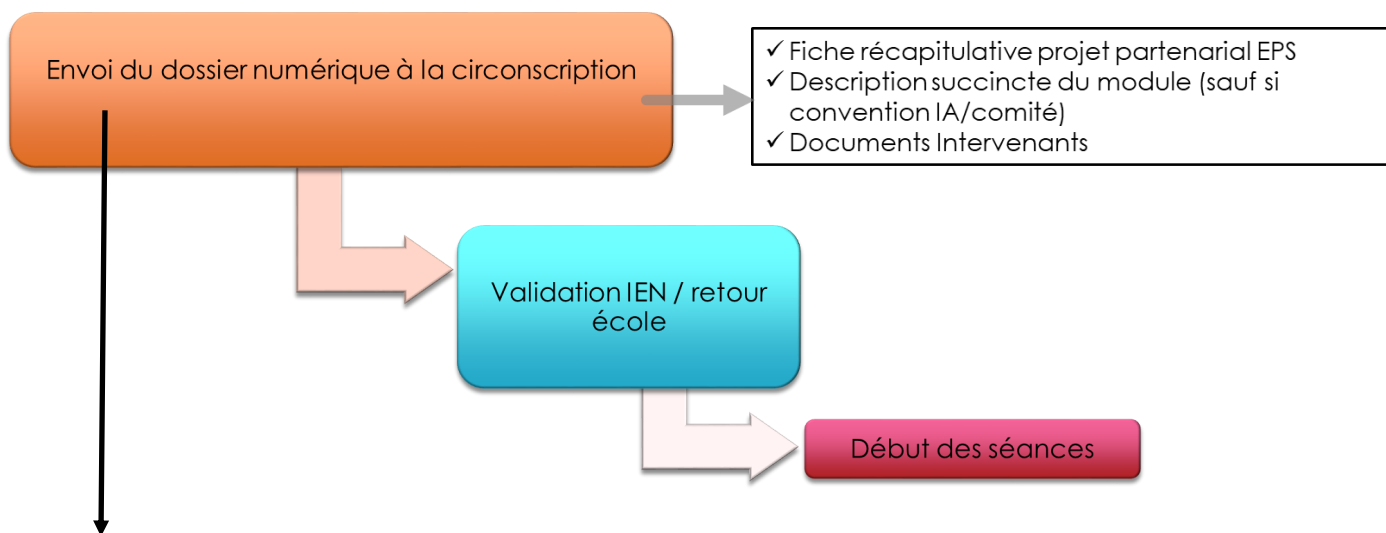 Envoi du dossier numérique à la circonscription
✓ Fiche récapitulative projet partenarial EPS
✓ Description succincte du module (sauf si
convention IA/comité)
✓ Documents Intervenants
Validation IEN / retour
école
Début des séances